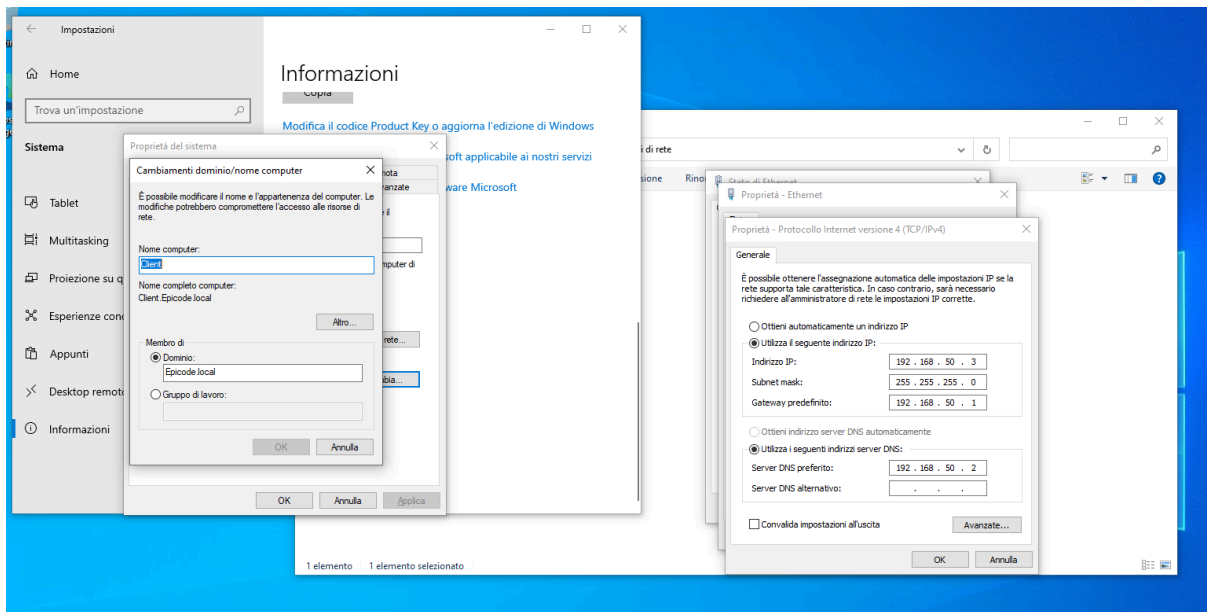 Impostazioni
Home
Trova un'impostazione
Sistema
Tablet
Multitasking
Proiezione su q
Esperienze con
Appunti
Desktop remot
Informazioni
Informazioni
Copia
Modifica il codice Product Key o aggiorna l'edizione di Windows
soft applicabile ai nostri servizi
ware Microsoft
Proprietà del sistema
nota
vanzate
e il
mputer di
rete...
bia...
OK
Annulla
Applica
Cambiamenti dominio/nome computer
È possibile modificare il nome e l'appartenenza del computer. Le
modifiche potrebbero compromettere l'accesso alle risorse di
rete.
Nome computer:
Client
Nome completo computer:
Client.Epicode.local
Altro...
Membro di
Dominio:
Epicode.local
Gruppo di lavoro:
OK
Annulla
i di rete
sione
Rino
Stato di Ethernet
Proprietà - Ethernet
Proprietà - Protocollo Internet versione 4 (TCP/IPv4)
Generale
È possibile ottenere l'assegnazione automatica delle impostazioni IP se la
rete supporta tale caratteristica. In caso contrario, sarà necessario
richiedere all'amministratore di rete le impostazioni IP corrette.
Ottieni automaticamente un indirizzo IP
Utilizza il seguente indirizzo IP:
Indirizzo IP: 192 . 168 . 50 . 3
Subnet mask: 255 . 255 . 255 . 0
Gateway predefinito: 192 . 168 . 50 . 1
Ottieni indirizzo server DNS automaticamente
Utilizza i seguenti indirizzi server DNS:
Server DNS preferito: 192 . 168 . 50 . 2
Server DNS alternativo: . . .
Convalida impostazioni all'uscita
Avanzate...
OK
Annulla
1 elemento
1 elemento selezionato